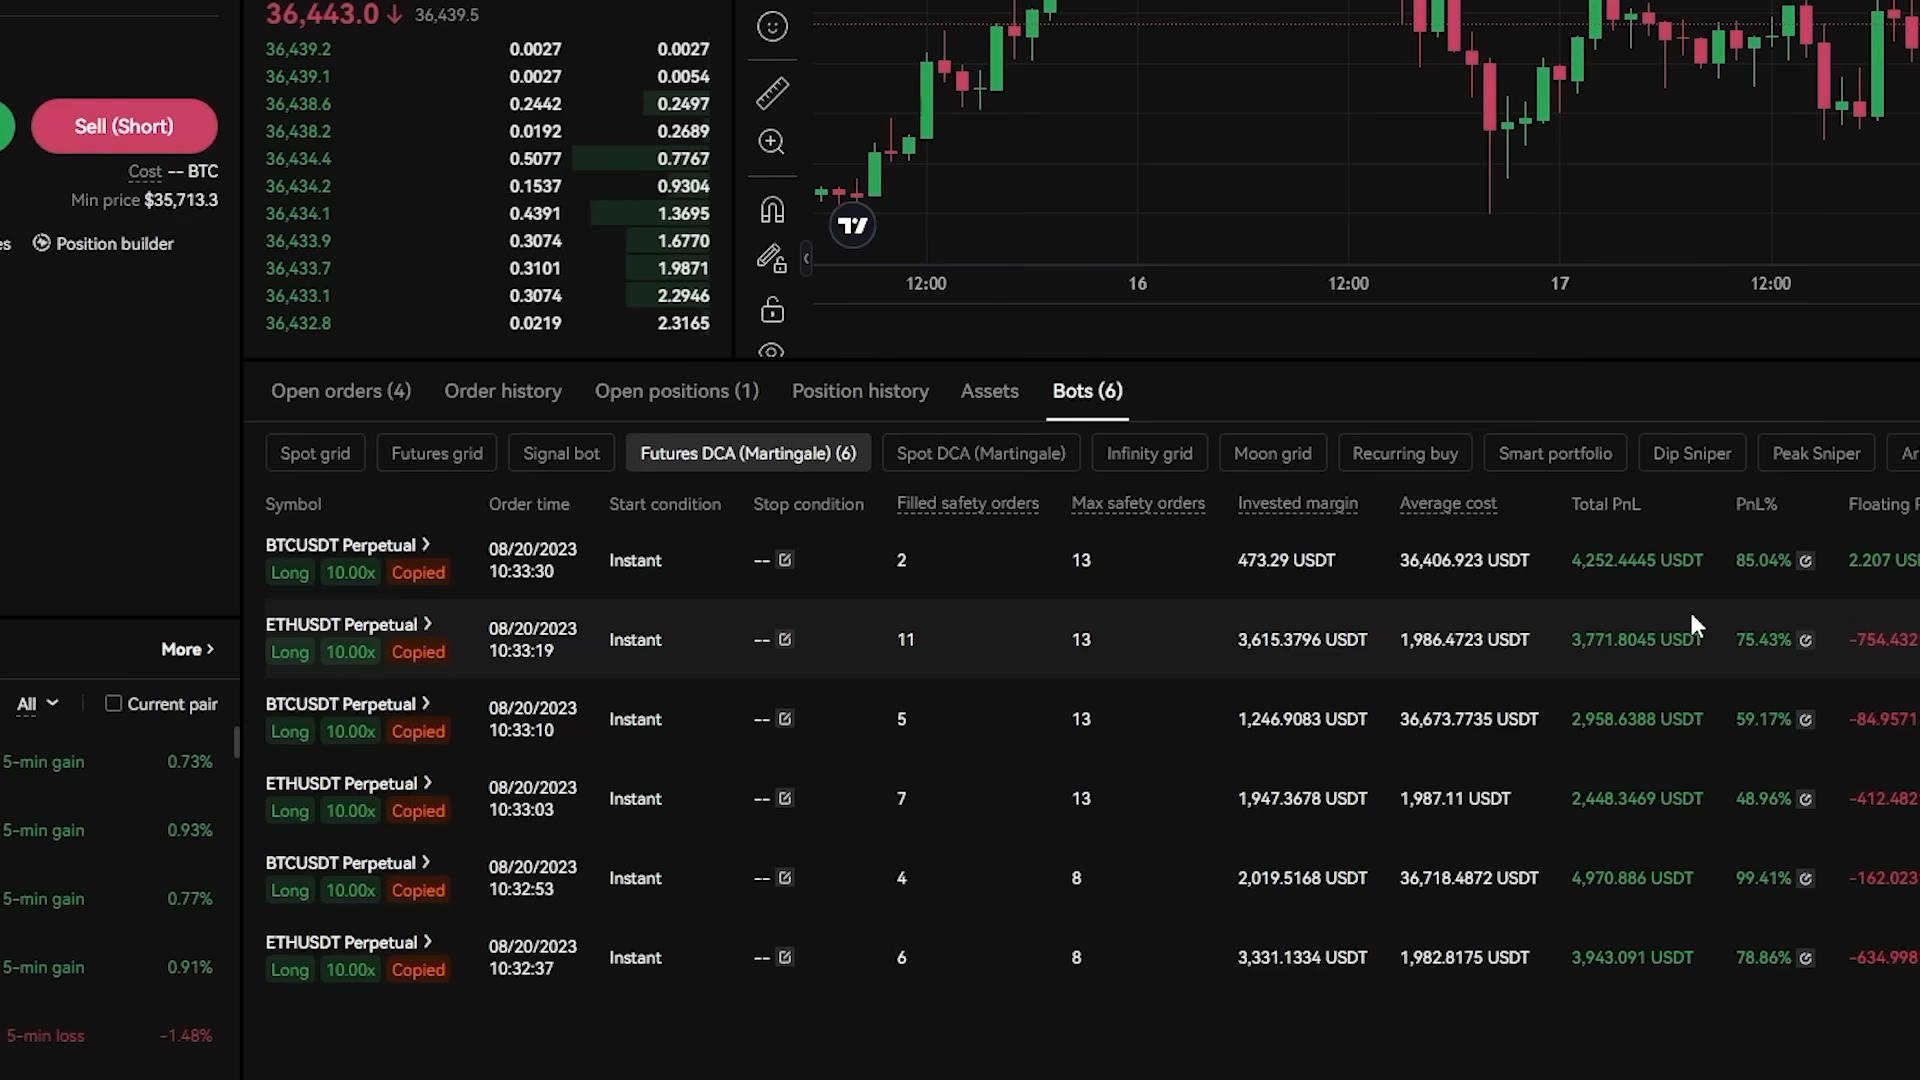 36,443.0 ↓ 36,439.5
36,439.2 0.0027 0.0027
36,439.1 0.0027 0.0054
36,438.6 0.2442 0.2497
36,438.2 0.0192 0.2689
36,434.4 0.5077 0.7767
36,434.2 0.1537 0.9304
36,434.1 0.4391 1.3695
36,433.9 0.3074 1.6770
36,433.7 0.3101 1.9871
36,433.1 0.3074 2.2946
36,432.8 0.0219 2.3165
Sell (Short)
Cost -- BTC
Min price $35,713.3
es Position builder
12:00 16 12:00 17 12:00
Open orders (4) Order history Open positions (1) Position history Assets Bots (6)
Spot grid Futures grid Signal bot Futures DCA (Martingale) (6) Spot DCA (Martingale) Infinity grid Moon grid Recurring buy Smart portfolio Dip Sniper Peak Sniper Ar
Symbol Order time Start condition Stop condition Filled safety orders Max safety orders Invested margin Average cost Total PnL PnL% Floating P
BTCUSDT Perpetual > 08/20/2023
10:33:30 Instant -- 2 13 473.29 USDT 36,406.923 USDT 4,252.4445 USDT 85.04% 2.207 USD
Long 10.00x Copied
ETHUSDT Perpetual > 08/20/2023
10:33:19 Instant -- 11 13 3,615.3796 USDT 1,986.4723 USDT 3,771.8045 USDT 75.43% -754.432
Long 10.00x Copied
BTCUSDT Perpetual > 08/20/2023
10:33:10 Instant -- 5 13 1,246.9083 USDT 36,673.7735 USDT 2,958.6388 USDT 59.17% -84.9571
Long 10.00x Copied
ETHUSDT Perpetual > 08/20/2023
10:33:03 Instant -- 7 13 1,947.3678 USDT 1,987.11 USDT 2,448.3469 USDT 48.96% -412.482
Long 10.00x Copied
BTCUSDT Perpetual > 08/20/2023
10:32:53 Instant -- 4 8 2,019.5168 USDT 36,718.4872 USDT 4,970.886 USDT 99.41% -162.023
Long 10.00x Copied
ETHUSDT Perpetual > 08/20/2023
10:32:37 Instant -- 6 8 3,331.1334 USDT 1,982.8175 USDT 3,943.091 USDT 78.86% -634.998
Long 10.00x Copied
More >
All Current pair
5-min gain 0.73%
5-min gain 0.93%
5-min gain 0.77%
5-min gain 0.91%
5-min loss -1.48%